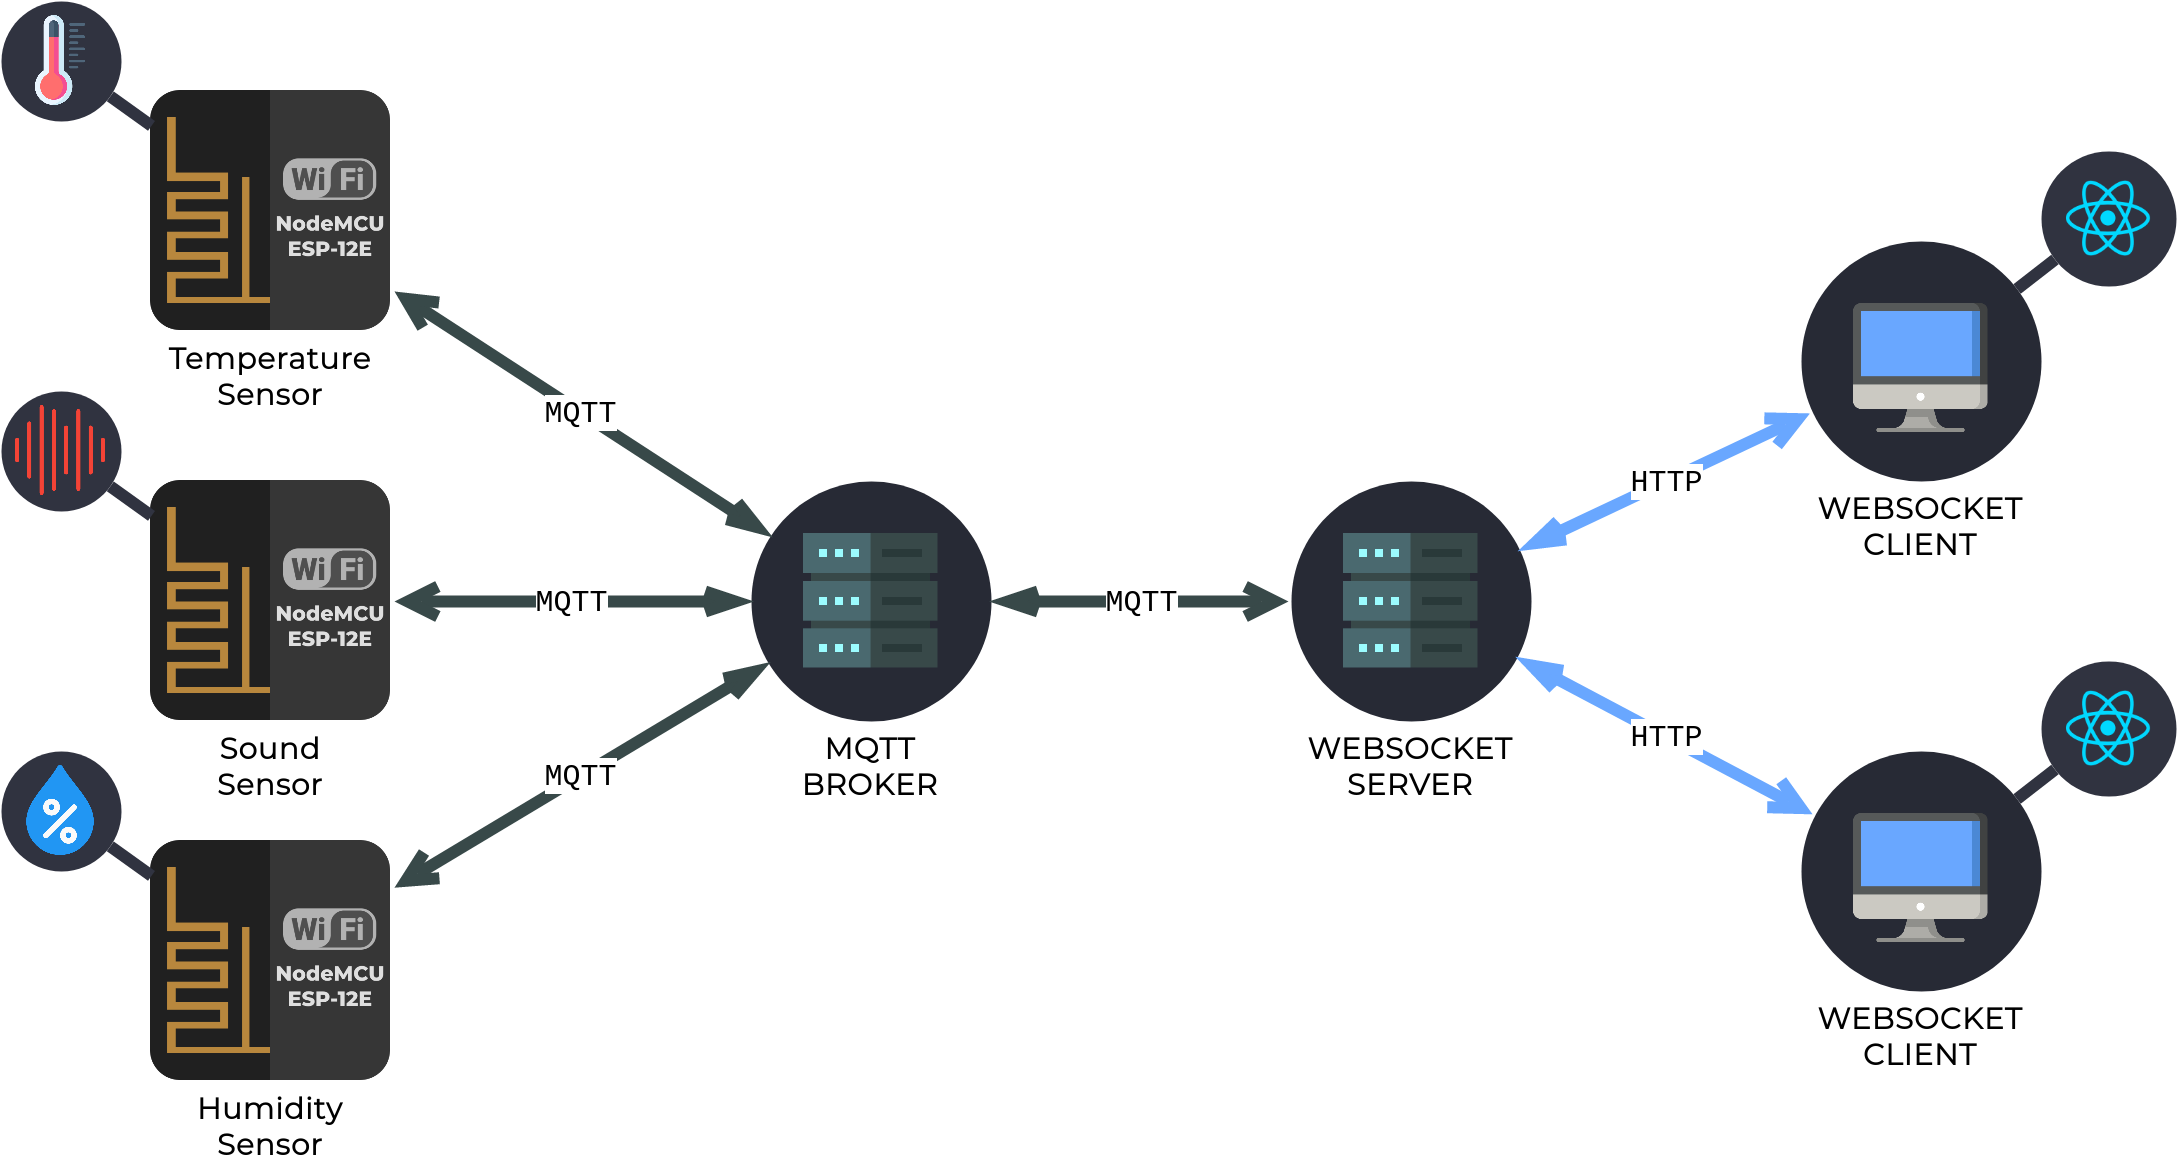 Wi Fi
NodeMCU
ESP-12E
Temperature
Sensor
MQTT
Wi Fi
NodeMCU
ESP-12E
Sound
Sensor
MQTT
Wi Fi
NodeMCU
ESP-12E
Humidity
Sensor
MQTT
MQTT
BROKER
MQTT
WEBSOCKET
SERVER
HTTP
WEBSOCKET
CLIENT
HTTP
WEBSOCKET
CLIENT
%